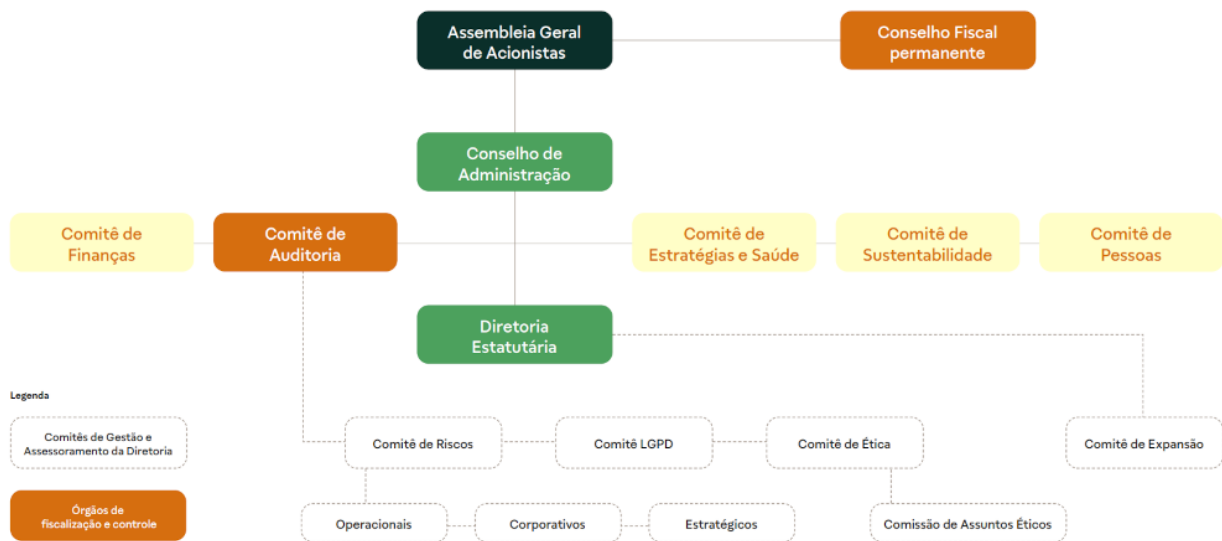 Assembleia Geral
de Acionistas
Conselho Fiscal
permanente
Conselho de
Administração
Comitê de
Finanças
Comitê de
Auditoria
Comitê de
Estratégias e Saúde
Comitê de
Sustentabilidade
Comitê de
Pessoas
Diretoria
Estatutária
Legenda
Comitês de Gestão e
Assessoramento da Diretoria
Órgãos de
fiscalização e controle
Comitê de Riscos
Comitê LGPD
Comitê de Ética
Comitê de Expansão
Operacionais
Corporativos
Estratégicos
Comissão de Assuntos Éticos